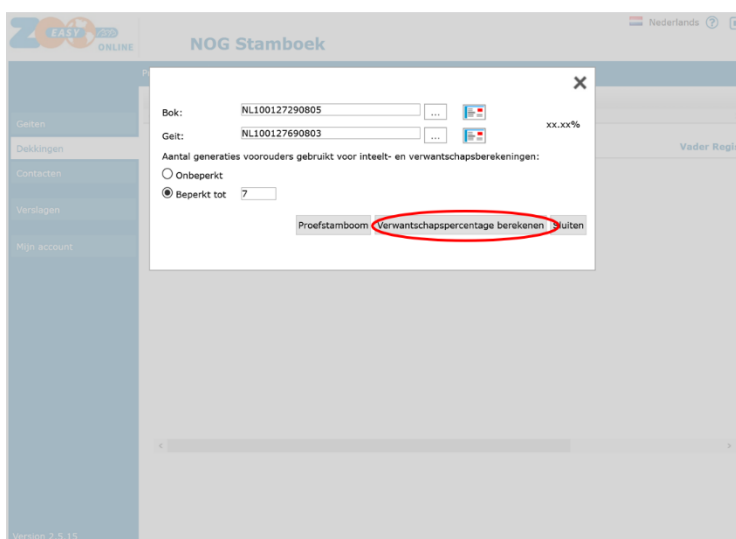 ZOO EASY
ONLINE
NOG Stamboek
Nederlands ?
Bok: NL100127290805 ...
Geit: NL100127690803 ...
xx.xx%
Aantal generaties voorouders gebruikt voor inteelt- en verwantschapsberekeningen:
Onbeperkt
Beperkt tot 7
Proefstamboom Verwantschapspercentage berekenen Sluiten
Geiten
Dekkingen
Contacten
Verslagen
Mijn account
Vader Regi
Version 2.5.15